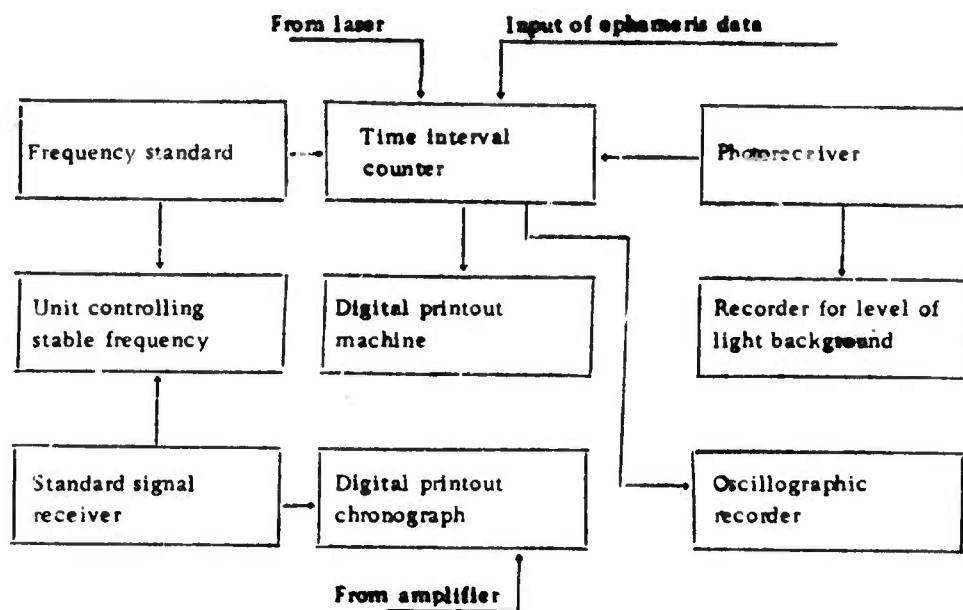 From laser
Input of ephemeris data
Frequency standard
Time interval
counter
Photoreceiver
Unit controlling
stable frequency
Digital printout
machine
Recorder for level of
light background
Standard signal
receiver
Digital printout
chronograph
Oscillographic
recorder
From amplifier